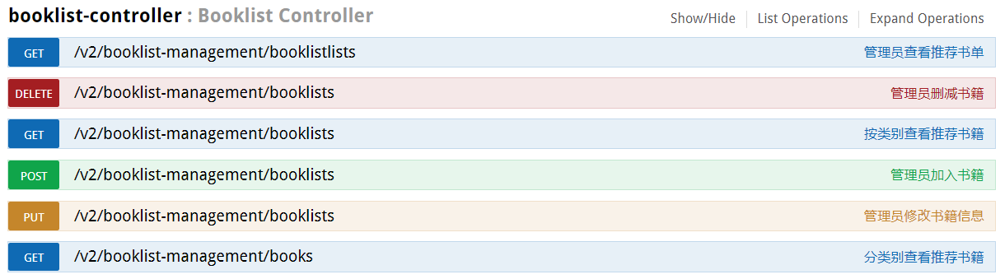 booklist-controller : Booklist Controller Show/Hide List Operations Expand Operations
GET /v2/booklist-management/booklistlists 管理员查看推荐书单
DELETE /v2/booklist-management/booklists 管理员删减书籍
GET /v2/booklist-management/booklists 按类别查看推荐书籍
POST /v2/booklist-management/booklists 管理员加入书籍
PUT /v2/booklist-management/booklists 管理员修改书籍信息
GET /v2/booklist-management/books 分类别查看推荐书籍